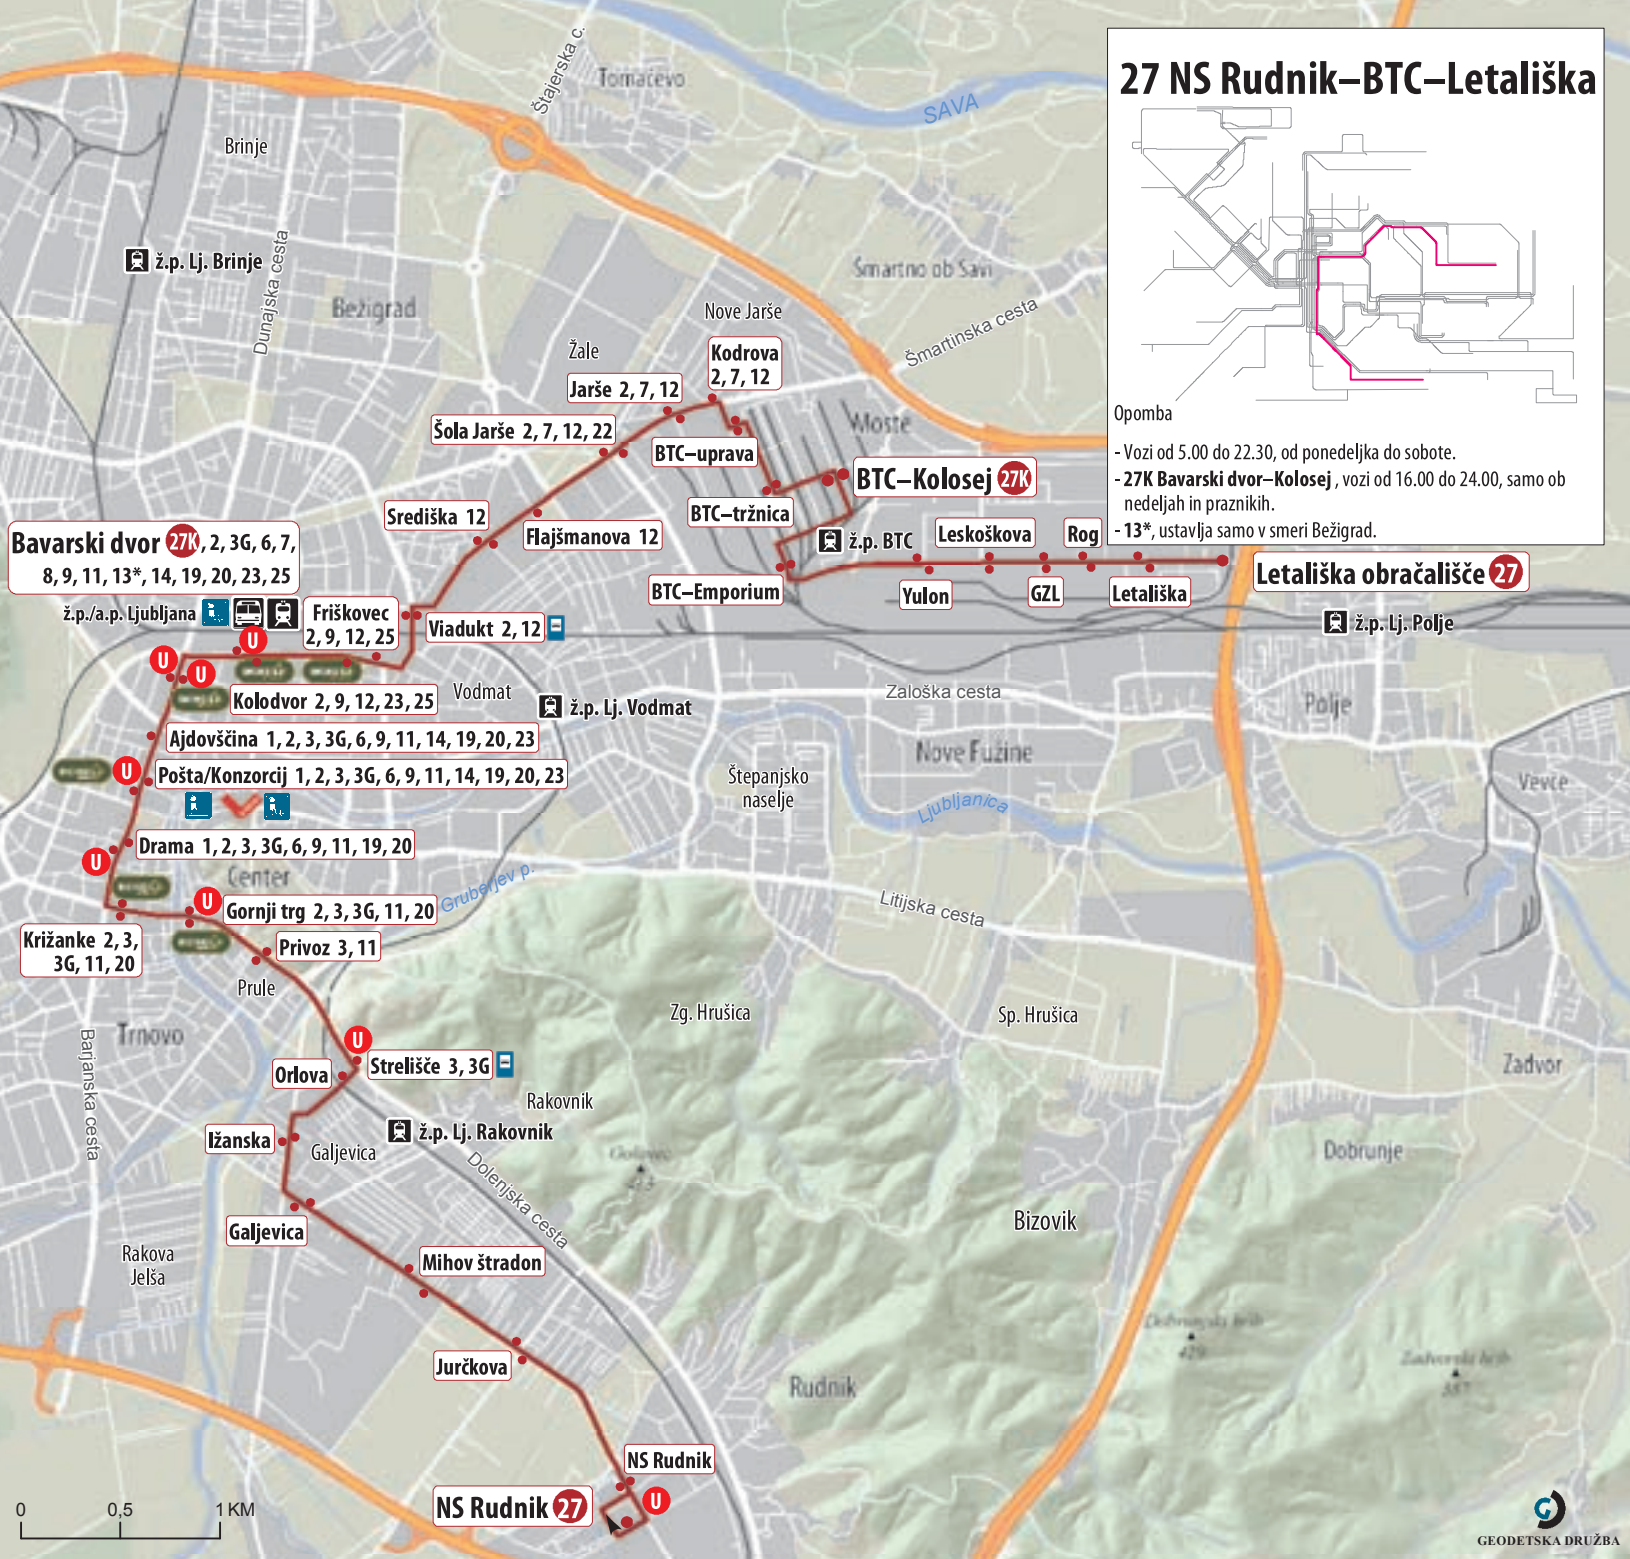 27 NS Rudnik–BTC–Letališka
Opomba
- Vozi od 5.00 do 22.30, od ponedeljka do sobote.
- 27K Bavarski dvor–Kolosej , vozi od 16.00 do 24.00, samo ob
nedeljah in praznikih.
- 13*, ustavlja samo v smeri Bežigrad.
Štajerska c.
Tomačevo
SAVA
Brinje
ž.p. Lj. Brinje
Dunajska cesta
Bežigrad
Šmartno ob Savi
Šmartinska cesta
Nove Jarše
Žale
Kodrova
2, 7, 12
Jarše 2, 7, 12
Šola Jarše 2, 7, 12, 22
BTC–uprava
Moste
BTC–Kolosej 27K
BTC–tržnica
Središka 12
Flajšmanova 12
ž.p. BTC
Leskoškova
Rog
BTC–Emporium
Yulon
GZL
Letališka
Letališka obračališče 27
ž.p. Lj. Polje
Bavarski dvor 27K, 2, 3G, 6, 7,
8, 9, 11, 13*, 14, 19, 20, 23, 25
ž.p./a.p. Ljubljana
Friškovec
2, 9, 12, 25
Viadukt 2, 12
U
U
U
Kolodvor 2, 9, 12, 23, 25
Vodmat
ž.p. Lj. Vodmat
Zaloška cesta
Polje
Ajdovščina 1, 2, 3, 3G, 6, 9, 11, 14, 19, 20, 23
Nove Fužine
U
Pošta/Konzorcij 1, 2, 3, 3G, 6, 9, 11, 14, 19, 20, 23
Štepanjsko
naselje
Vevče
Ljubljanica
U
Drama 1, 2, 3, 3G, 6, 9, 11, 19, 20
Center
Gruberjev p.
Litijska cesta
U
Gornji trg 2, 3, 3G, 11, 20
Križanke 2, 3,
3G, 11, 20
Privoz 3, 11
Prule
Trnovo
Barjanska cesta
Zg. Hrušica
Sp. Hrušica
Zadvor
U
Strelišče 3, 3G
Orlova
Rakovnik
ž.p. Lj. Rakovnik
Ižanska
Galjevica
Dolenjska cesta
Golovec
Dobrunje
Bizovik
Galjevica
Rakova
Jelša
Mihov štradon
Dobrunjski hrib
429
Zadvorski hrib
Jurčkova
Rudnik
NS Rudnik
NS Rudnik 27
U
0
0,5
1 KM
G
GEODETSKA DRUŽBA